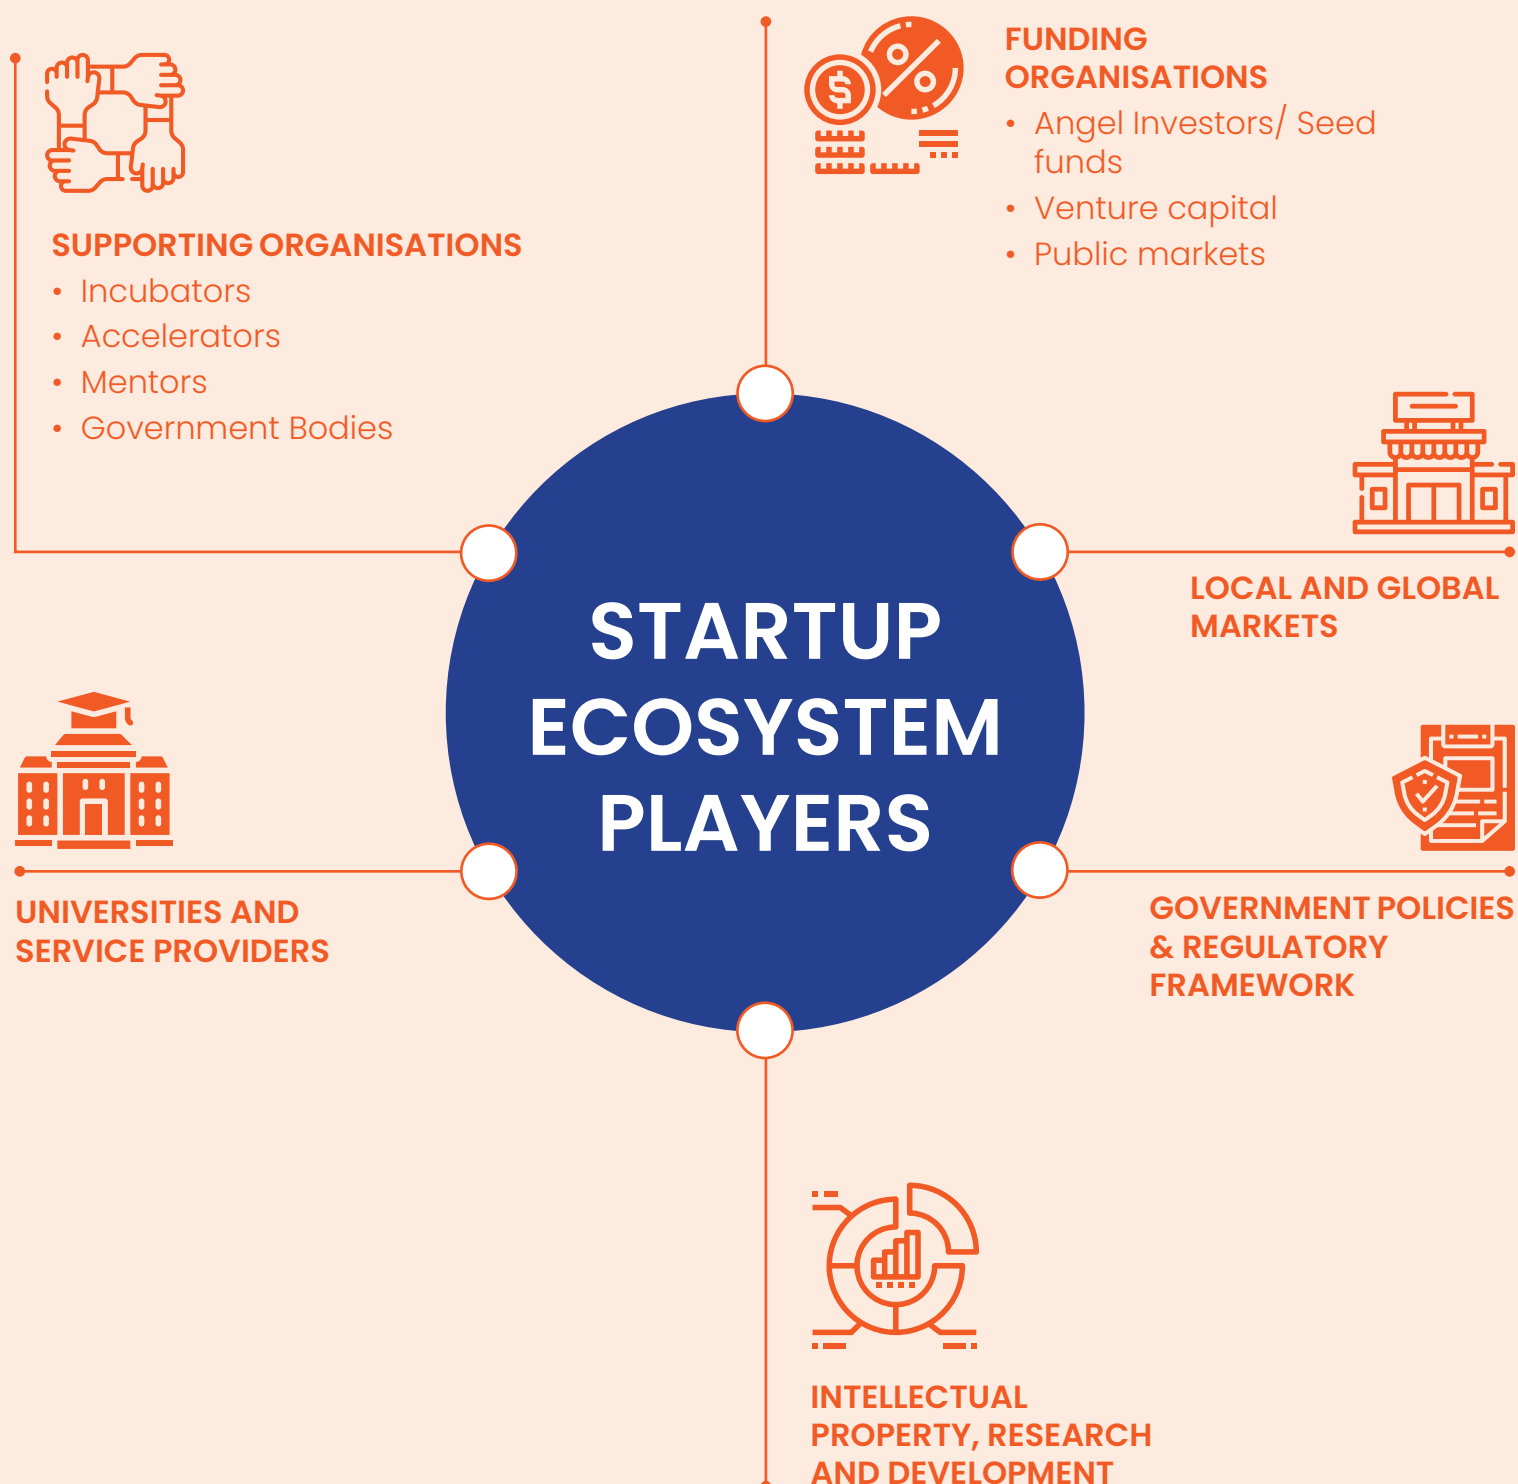 SUPPORTING ORGANISATIONS
• Incubators
• Accelerators
• Mentors
• Government Bodies
FUNDING
ORGANISATIONS
• Angel Investors/ Seed
funds
• Venture capital
• Public markets
LOCAL AND GLOBAL
MARKETS
STARTUP
ECOSYSTEM
PLAYERS
UNIVERSITIES AND
SERVICE PROVIDERS
GOVERNMENT POLICIES
& REGULATORY
FRAMEWORK
INTELLECTUAL
PROPERTY, RESEARCH
AND DEVELOPMENT